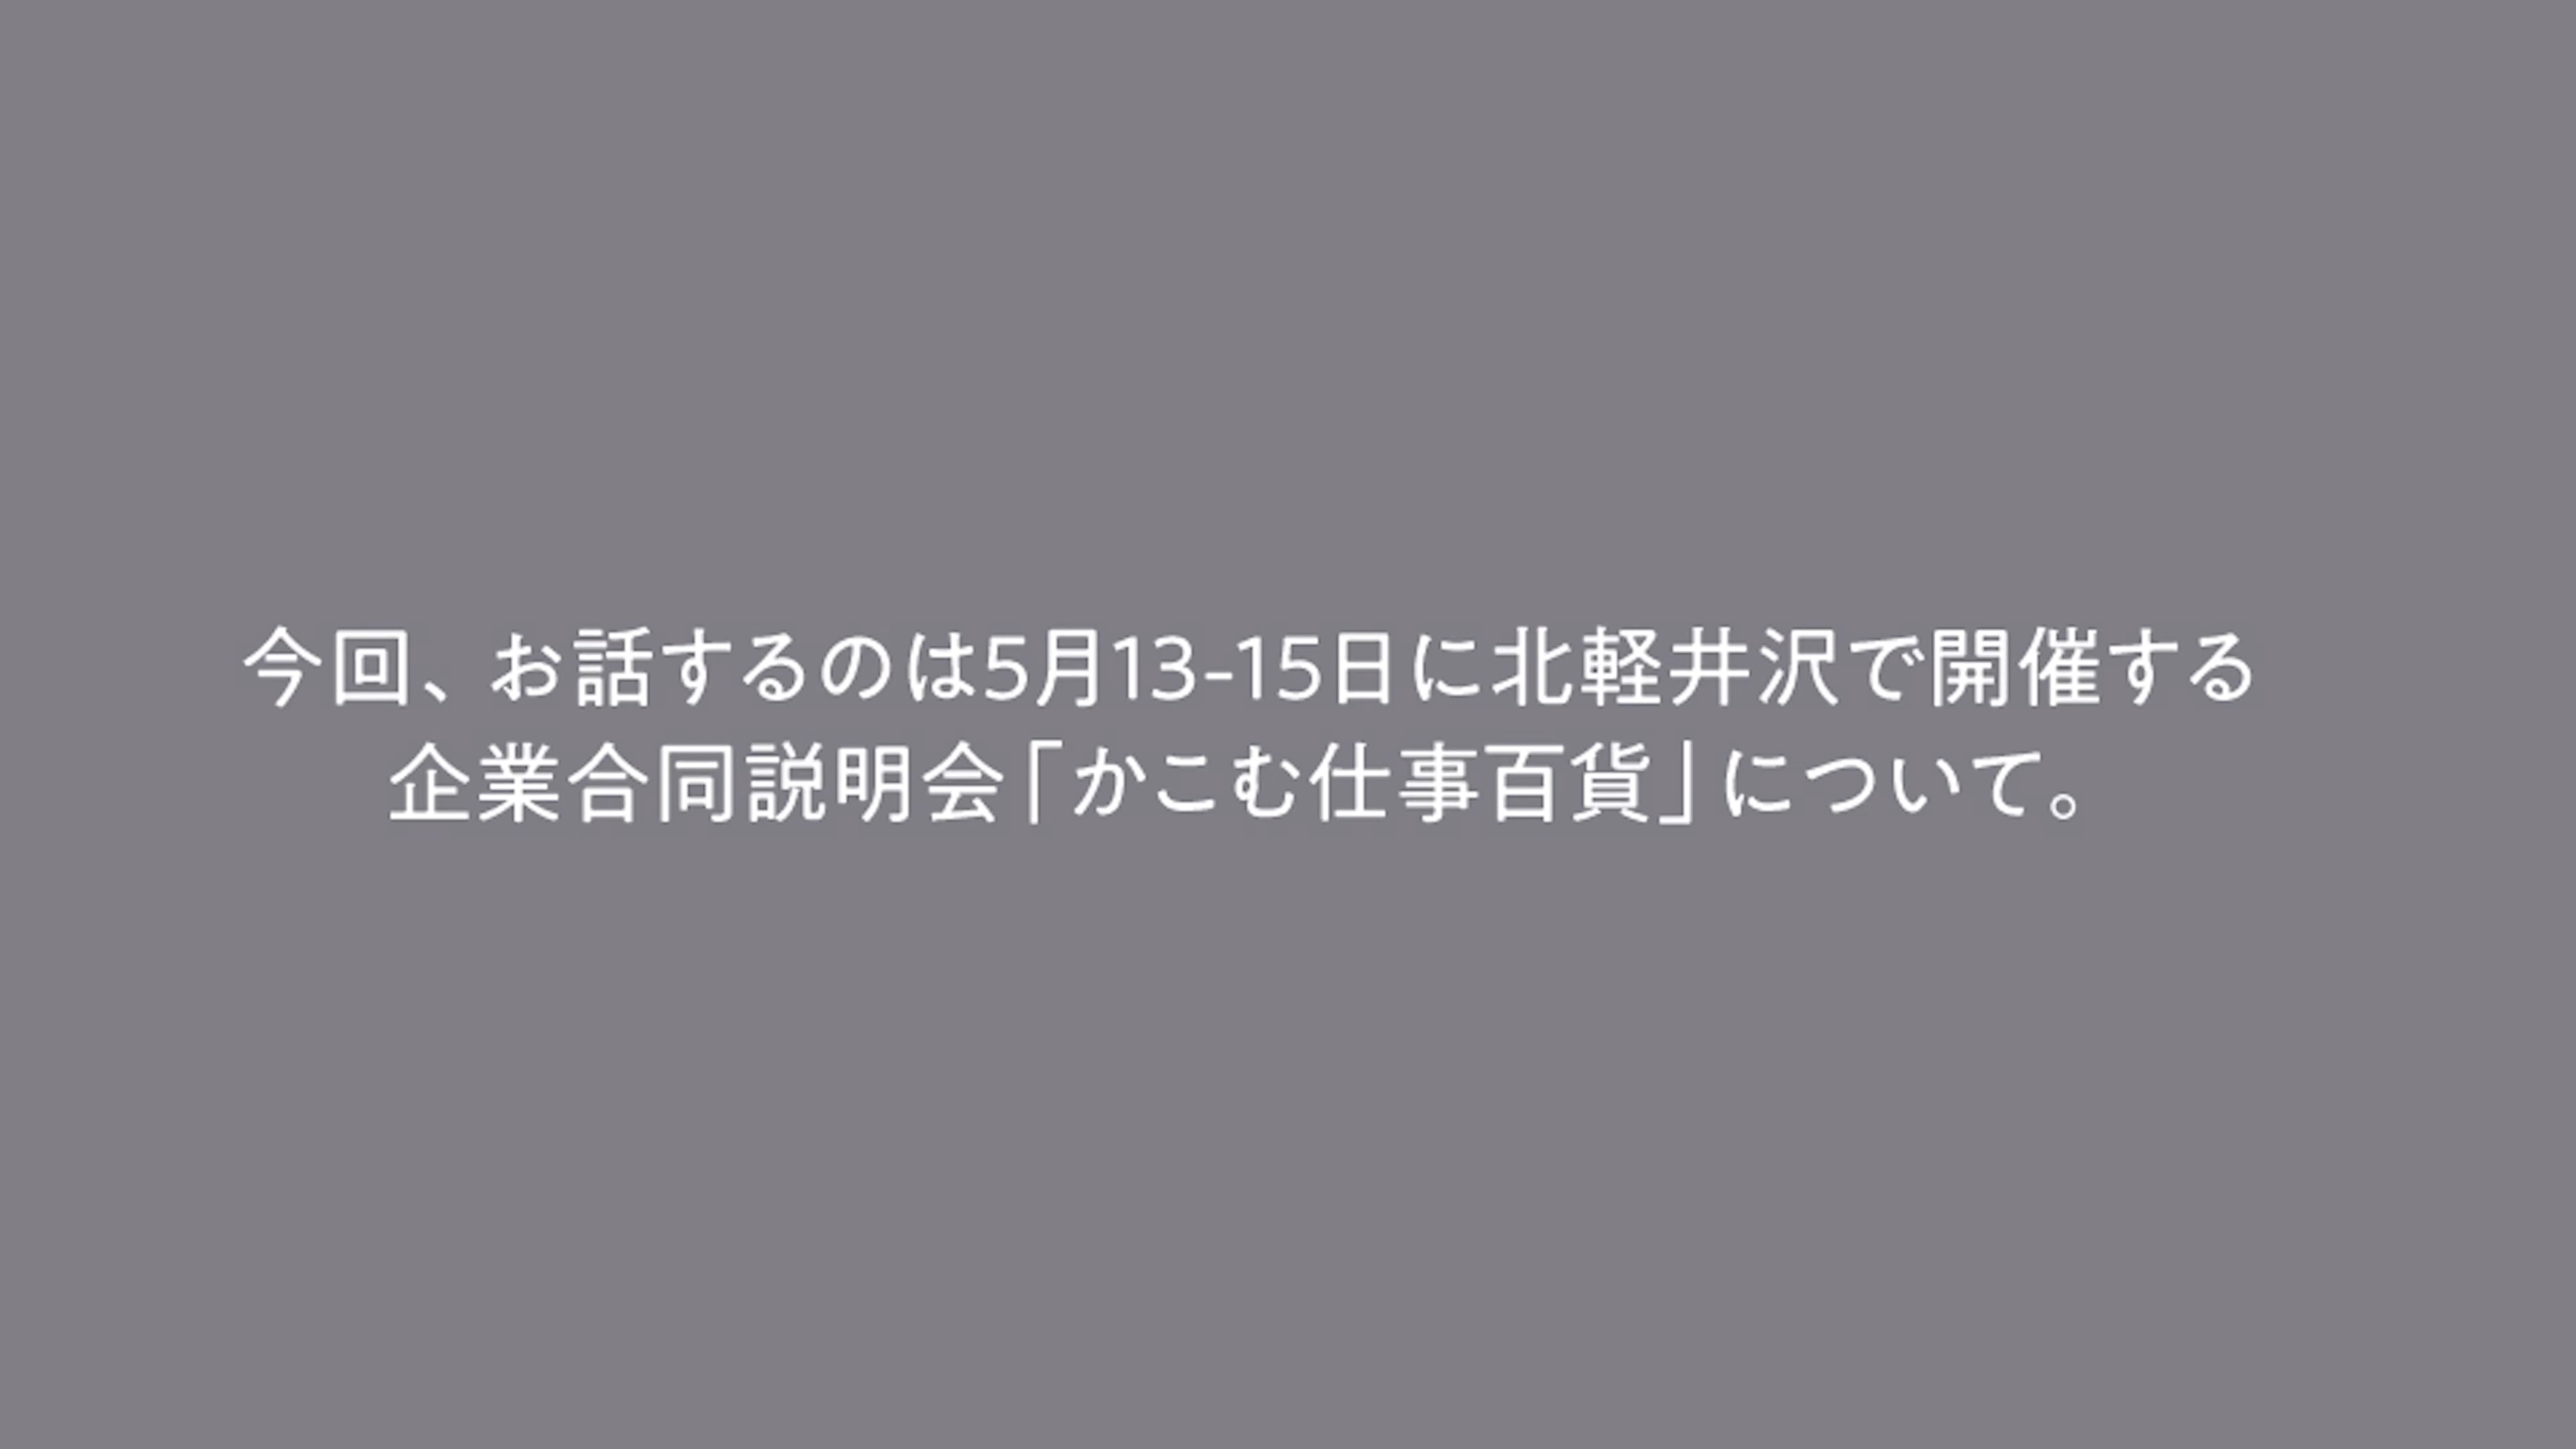 今回、お話するのは5月13-15日に北軽井沢で開催する
企業合同説明会「かこむ仕事百貨」について。